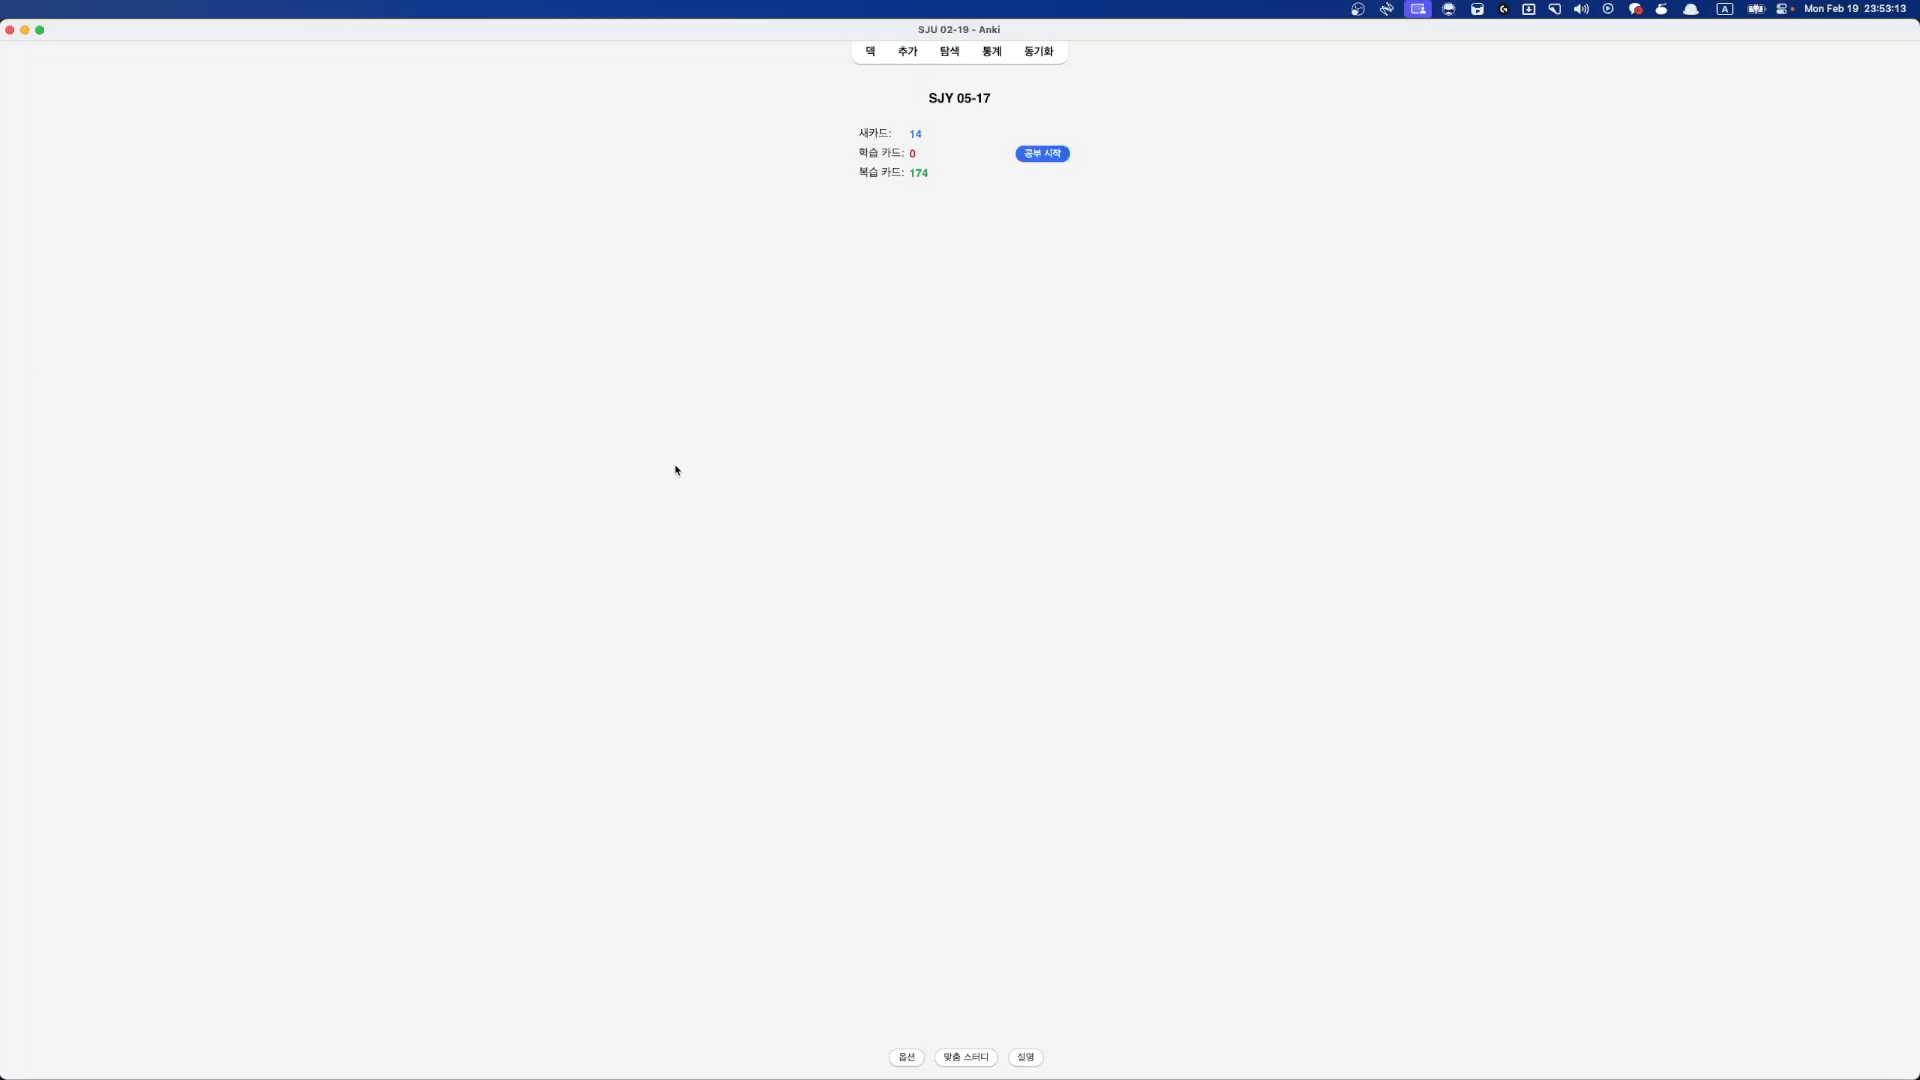 Mon Feb 19 23:53:13
SJU 02-19 - Anki
덱 추가 탐색 통계 동기화
SJY 05-17
새카드: 14
학습 카드: 0 공부 시작
복습 카드: 174
옵션 맞춤 스터디 설명